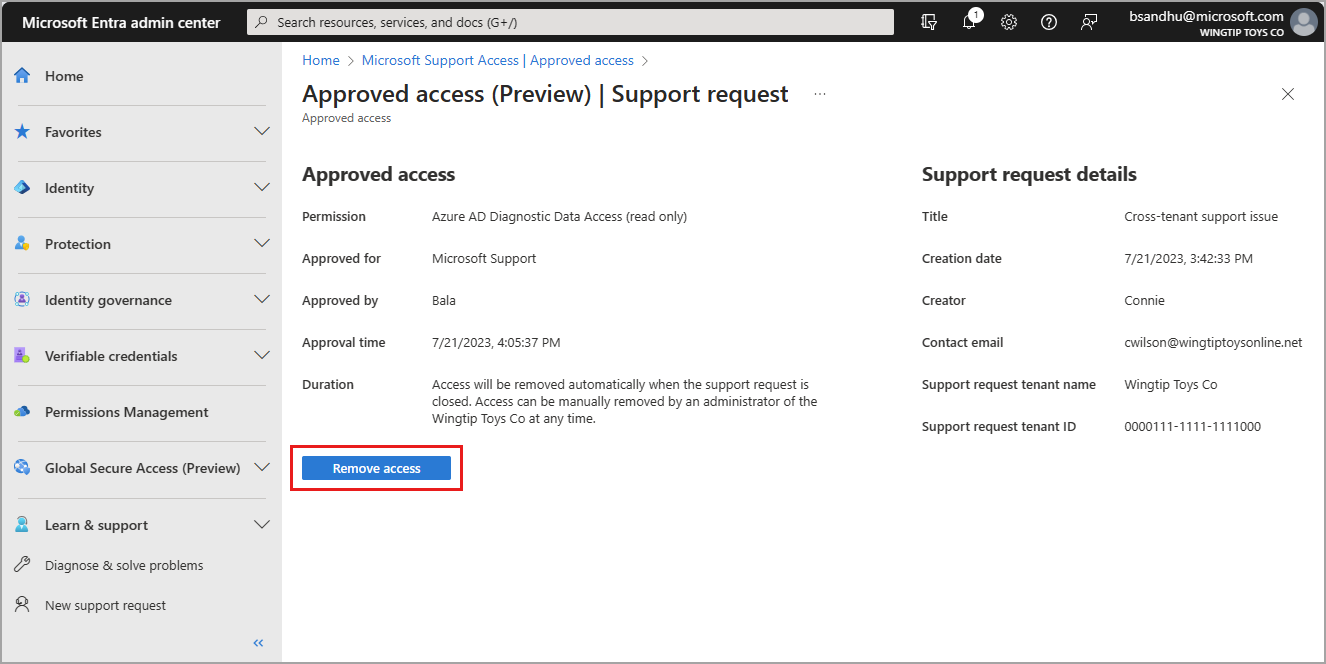 Microsoft Entra admin center
Search resources, services, and docs (G+/)
1
bsandhu@microsoft.com
WINGTIP TOYS CO
Home
Favorites
Identity
Protection
Identity governance
Verifiable credentials
Permissions Management
Global Secure Access (Preview)
Learn & support
Diagnose & solve problems
New support request
Home > Microsoft Support Access | Approved access >
Approved access (Preview) | Support request ...
Approved access
Approved access
Permission Azure AD Diagnostic Data Access (read only)
Approved for Microsoft Support
Approved by Bala
Approval time 7/21/2023, 4:05:37 PM
Duration Access will be removed automatically when the support request is
closed. Access can be manually removed by an administrator of the
Wingtip Toys Co at any time.
Remove access
Support request details
Title Cross-tenant support issue
Creation date 7/21/2023, 3:42:33 PM
Creator Connie
Contact email cwilson@wingtiptoysonline.net
Support request tenant name Wingtip Toys Co
Support request tenant ID 0000111-1111-1111000